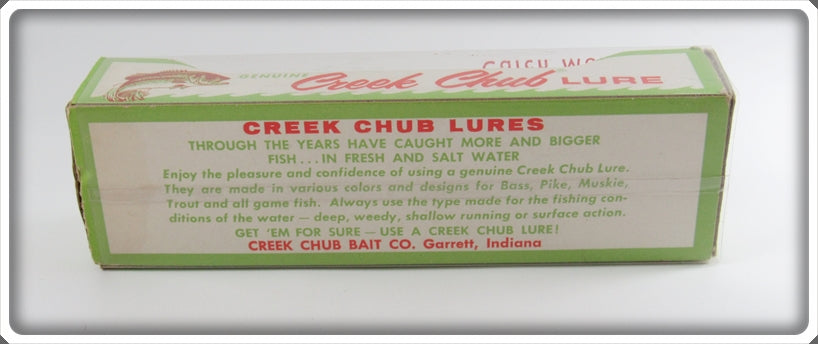 GENUINE Creek Chub LURE
CREEK CHUB LURES
THROUGH THE YEARS HAVE CAUGHT MORE AND BIGGER
FISH...IN FRESH AND SALT WATER
Enjoy the pleasure and confidence of using a genuine Creek Chub Lure.
They are made in various colors and designs for Bass, Pike, Muskie,
Trout and all game fish. Always use the type made for the fishing con-
ditions of the water — deep, weedy, shallow running or surface action.
GET 'EM FOR SURE — USE A CREEK CHUB LURE!
CREEK CHUB BAIT CO. Garrett, Indiana